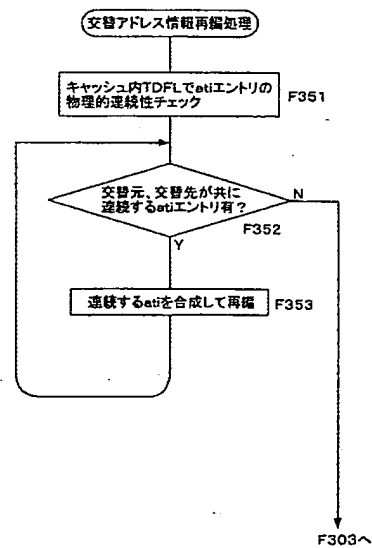 交替アドレス情報再編処理
キャッシュ内TDFLでatiエントリの
物理的連続性チェック
F351
交替元、交替先が共に
連続するatiエントリ有?
N
F352
Y
連続するatiを合成して再編
F353
F303へ